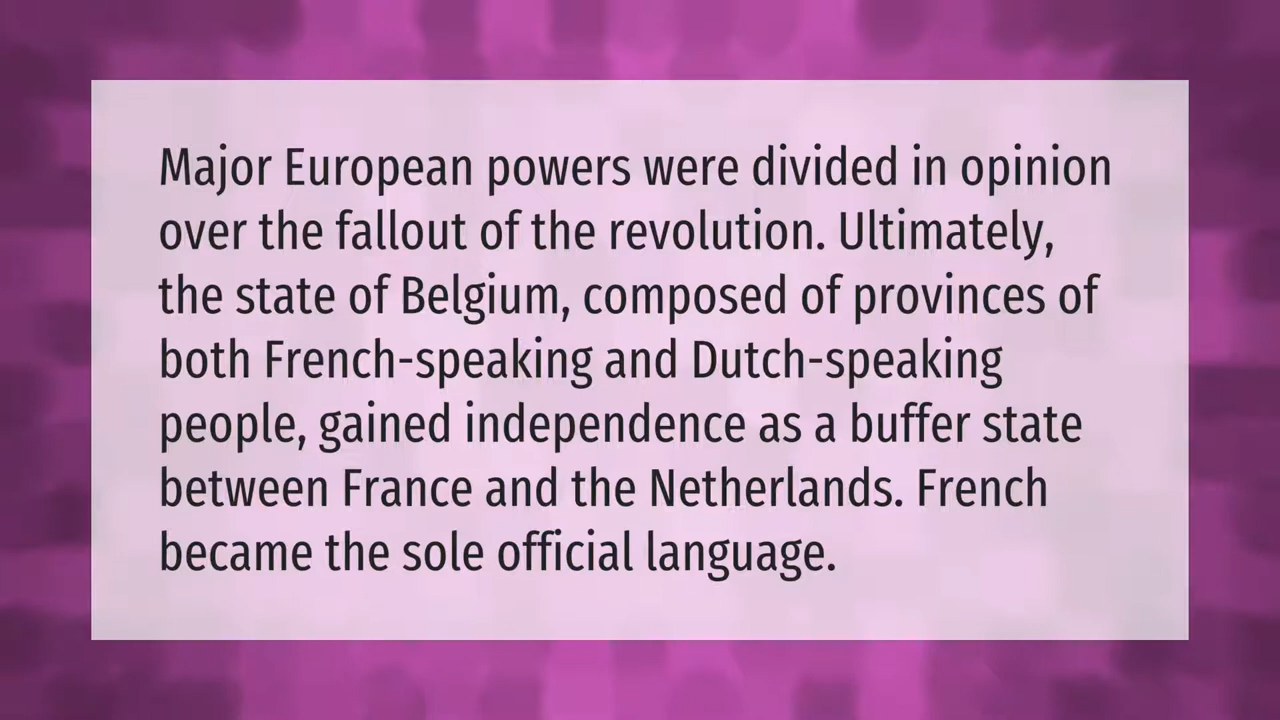 Major European powers were divided in opinion
over the fallout of the revolution. Ultimately,
the state of Belgium, composed of provinces of
both French-speaking and Dutch-speaking
people, gained independence as a buffer state
between France and the Netherlands. French
became the sole official language.